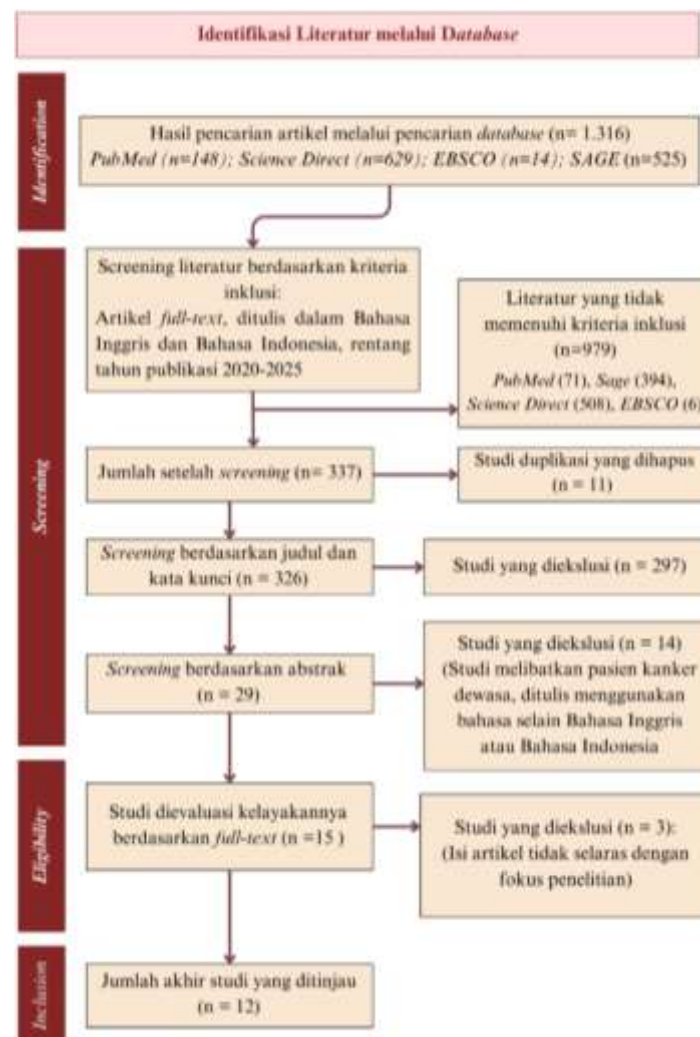 Identifikasi Literatur melalui Database
Identification
Hasil pencarian artikel melalui pencarian database (n= 1.316)
PubMed (n=148); Science Direct (n=629); EBSCO (n=14); SAGE (n=525)
Screening
Screening literatur berdasarkan kriteria
inklusi:
Artikel full-text, ditulis dalam Bahasa
Inggris dan Bahasa Indonesia, rentang
tahun publikasi 2020-2025
Literatur yang tidak
memenuhi kriteria inklusi
(n=979)
PubMed (71), Sage (394),
Science Direct (508), EBSCO (6)
Jumlah setelah screening (n= 337)
Studi duplikasi yang dihapus
(n = 11)
Screening berdasarkan judul dan
kata kunci (n = 326)
Studi yang diekslusi (n = 297)
Screening berdasarkan abstrak
(n = 29)
Studi yang diekslusi (n = 14)
(Studi melibatkan pasien kanker
dewasa, ditulis menggunakan
bahasa selain Bahasa Inggris
atau Bahasa Indonesia
Eligibility
Studi dievaluasi kelayakannya
berdasarkan full-text (n =15 )
Studi yang diekslusi (n = 3):
(Isi artikel tidak selaras dengan
fokus penelitian)
Inclusion
Jumlah akhir studi yang ditinjau
(n = 12)